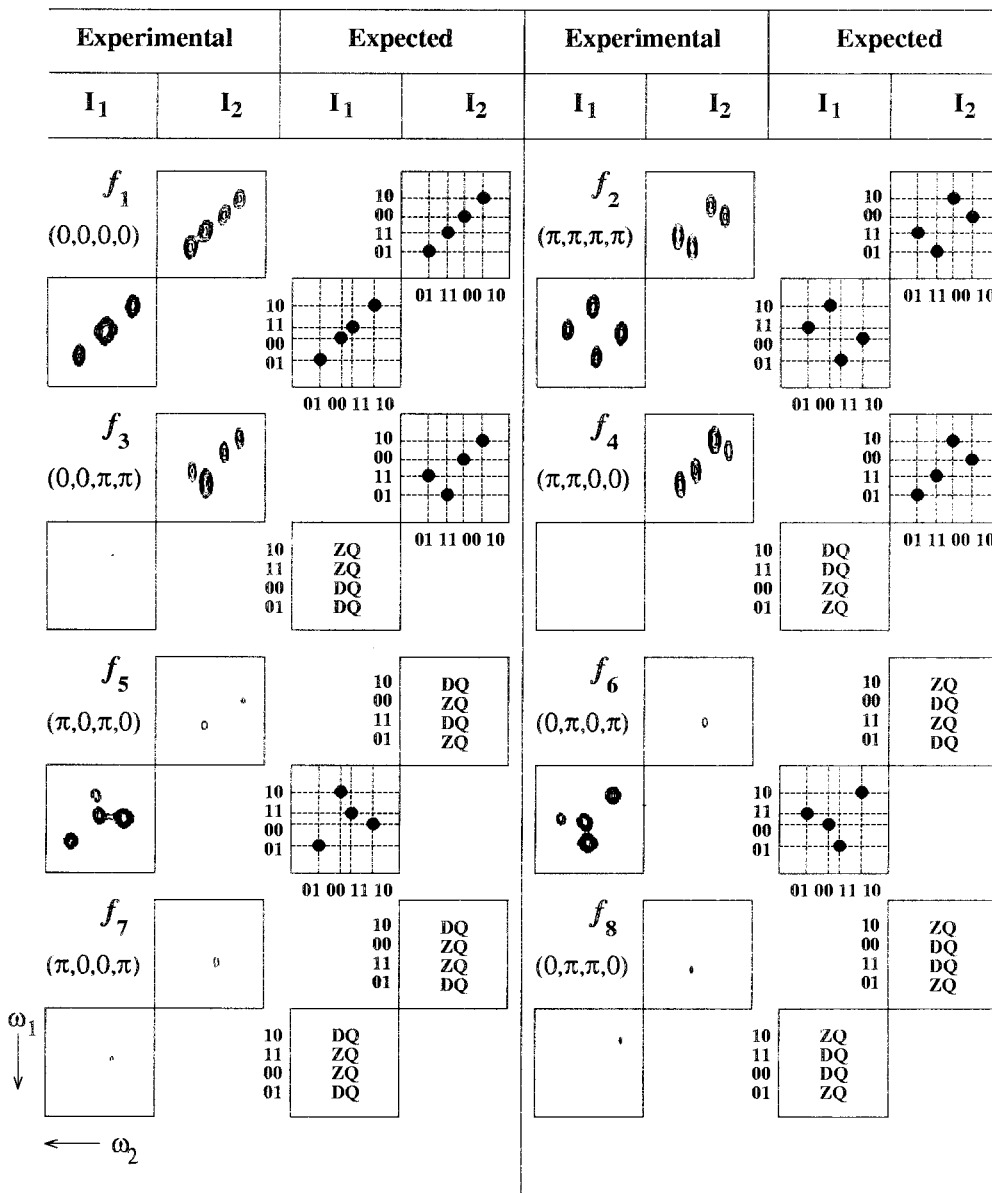 Experimental Expected Experimental Expected
I₁ I₂ I₁ I₂ I₁ I₂ I₁ I₂
f₁
(0,0,0,0)
10
00
11
01
01 11 00 10
10
11
00
01
01 00 11 10
f₂
(π,π,π,π)
10
00
11
01
01 11 00 10
10
11
00
01
01 00 11 10
f₃
(0,0,π,π)
10
00
11
01
01 11 00 10
10 ZQ
11 ZQ
00 DQ
01 DQ
f₄
(π,π,0,0)
10
00
11
01
01 11 00 10
10 DQ
11 DQ
00 ZQ
01 ZQ
f₅
(π,0,π,0)
10 DQ
00 ZQ
11 DQ
01 ZQ
10
11
00
01
01 00 11 10
f₆
(0,π,0,π)
10 ZQ
00 DQ
11 ZQ
01 DQ
10
11
00
01
01 00 11 10
f₇
(π,0,0,π)
10 DQ
00 ZQ
11 ZQ
01 DQ
10 DQ
11 ZQ
00 ZQ
01 DQ
f₈
(0,π,π,0)
10 ZQ
00 DQ
11 DQ
01 ZQ
10 ZQ
11 DQ
00 DQ
01 ZQ
ω₁
ω₂